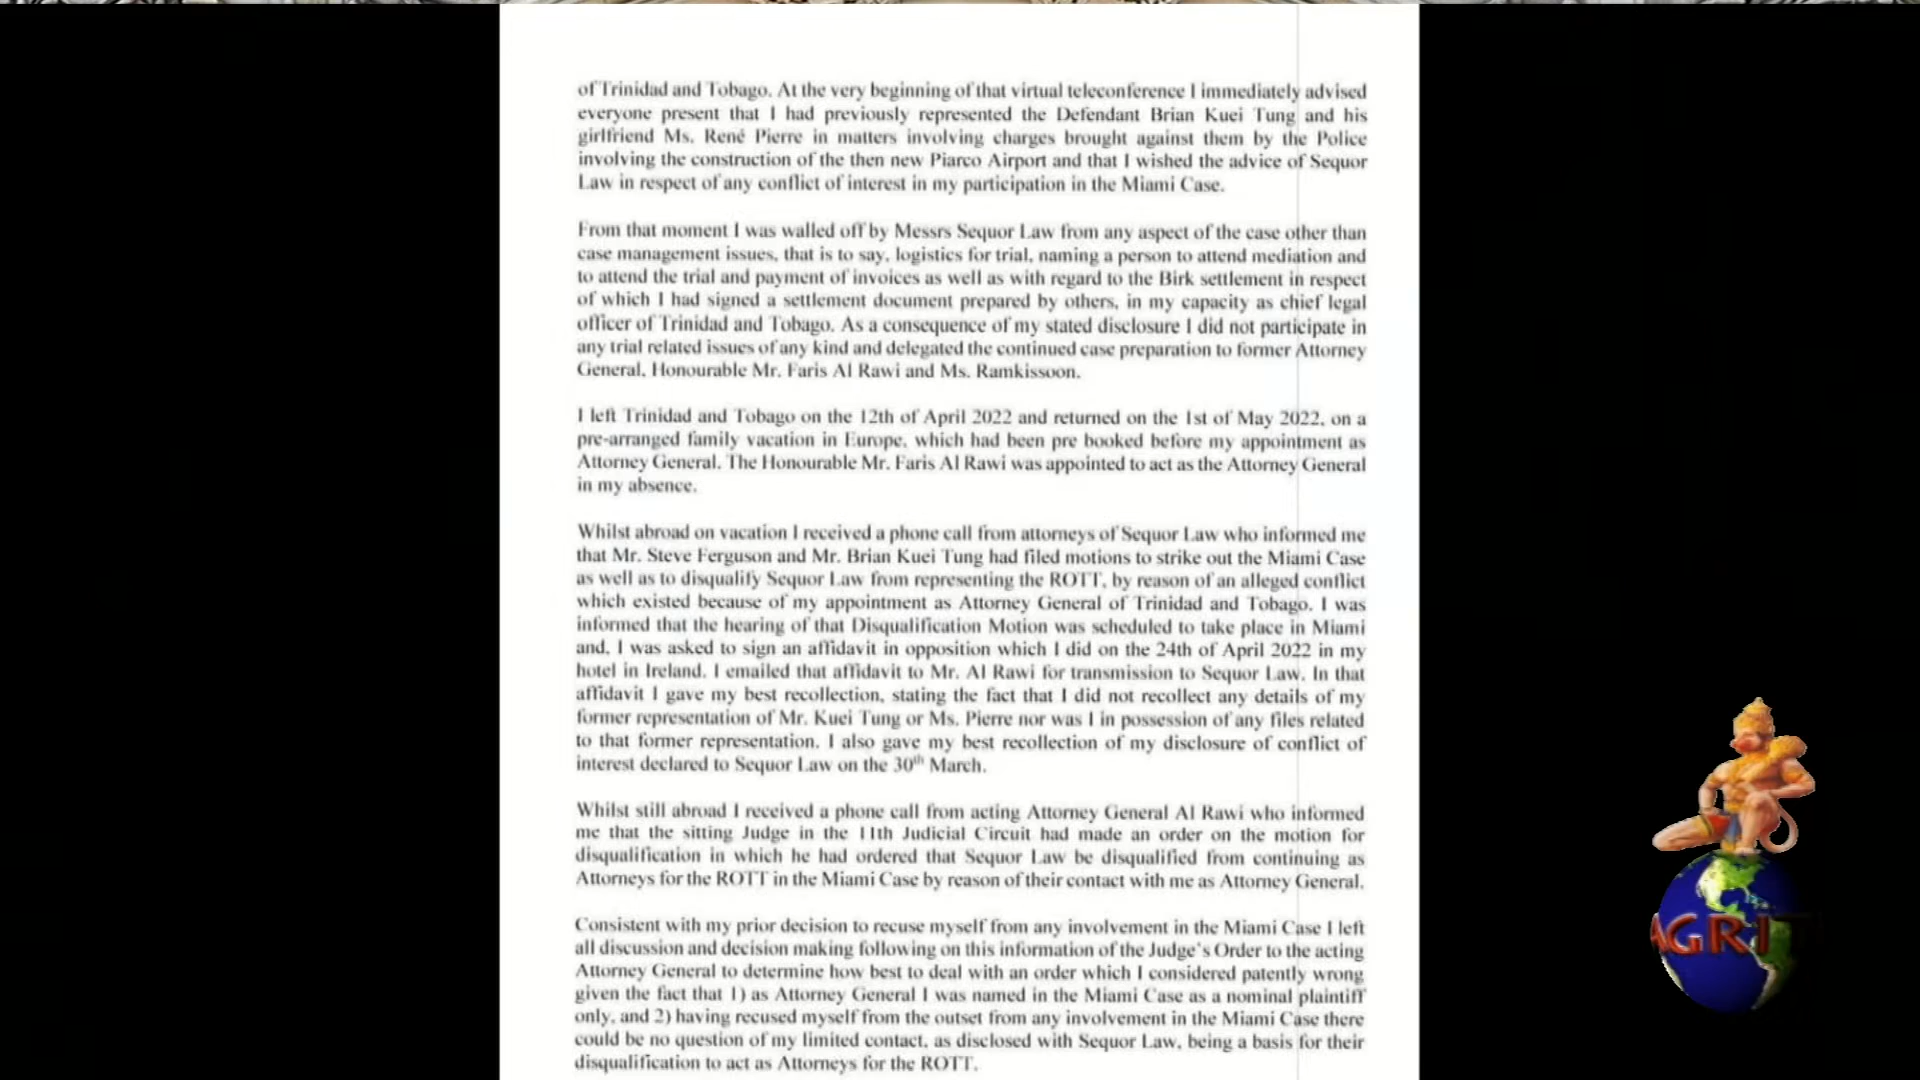 of Trinidad and Tobago. At the very beginning of that virtual teleconference I immediately advised
everyone present that I had previously represented the Defendant Brian Kuei Tung and his
girlfriend Ms. René Pierre in matters involving charges brought against them by the Police
involving the construction of the then new Piarco Airport and that I wished the advice of Sequor
Law in respect of any conflict of interest in my participation in the Miami Case.
From that moment I was walled off by Messrs Sequor Law from any aspect of the case other than
case management issues, that is to say, logistics for trial, naming a person to attend mediation and
to attend the trial and payment of invoices as well as with regard to the Birk settlement in respect
of which I had signed a settlement document prepared by others, in my capacity as chief legal
officer of Trinidad and Tobago. As a consequence of my stated disclosure I did not participate in
any trial related issues of any kind and delegated the continued case preparation to former Attorney
General, Honourable Mr. Faris Al Rawi and Ms. Ramkissoon.
I left Trinidad and Tobago on the 12th of April 2022 and returned on the 1st of May 2022, on a
pre-arranged family vacation in Europe, which had been pre booked before my appointment as
Attorney General. The Honourable Mr. Faris Al Rawi was appointed to act as the Attorney General
in my absence.
Whilst abroad on vacation I received a phone call from attorneys of Sequor Law who informed me
that Mr. Steve Ferguson and Mr. Brian Kuei Tung had filed motions to strike out the Miami Case
as well as to disqualify Sequor Law from representing the ROTT, by reason of an alleged conflict
which existed because of my appointment as Attorney General of Trinidad and Tobago. I was
informed that the hearing of that Disqualification Motion was scheduled to take place in Miami
and, I was asked to sign an affidavit in opposition which I did on the 24th of April 2022 in my
hotel in Ireland. I emailed that affidavit to Mr. Al Rawi for transmission to Sequor Law. In that
affidavit I gave my best recollection, stating the fact that I did not recollect any details of my
former representation of Mr. Kuei Tung or Ms. Pierre nor was I in possession of any files related
to that former representation. I also gave my best recollection of my disclosure of conflict of
interest declared to Sequor Law on the 30th March.
Whilst still abroad I received a phone call from acting Attorney General Al Rawi who informed
me that the sitting Judge in the 11th Judicial Circuit had made an order on the motion for
disqualification in which he had ordered that Sequor Law be disqualified from continuing as
Attorneys for the ROTT in the Miami Case by reason of their contact with me as Attorney General.
Consistent with my prior decision to recuse myself from any involvement in the Miami Case I left
all discussion and decision making following on this information of the Judge's Order to the acting
Attorney General to determine how best to deal with an order which I considered patently wrong
given the fact that 1) as Attorney General I was named in the Miami Case as a nominal plaintiff
only, and 2) having recused myself from the outset from any involvement in the Miami Case there
could be no question of my limited contact, as disclosed with Sequor Law, being a basis for their
disqualification to act as Attorneys for the ROTT.
AGRI